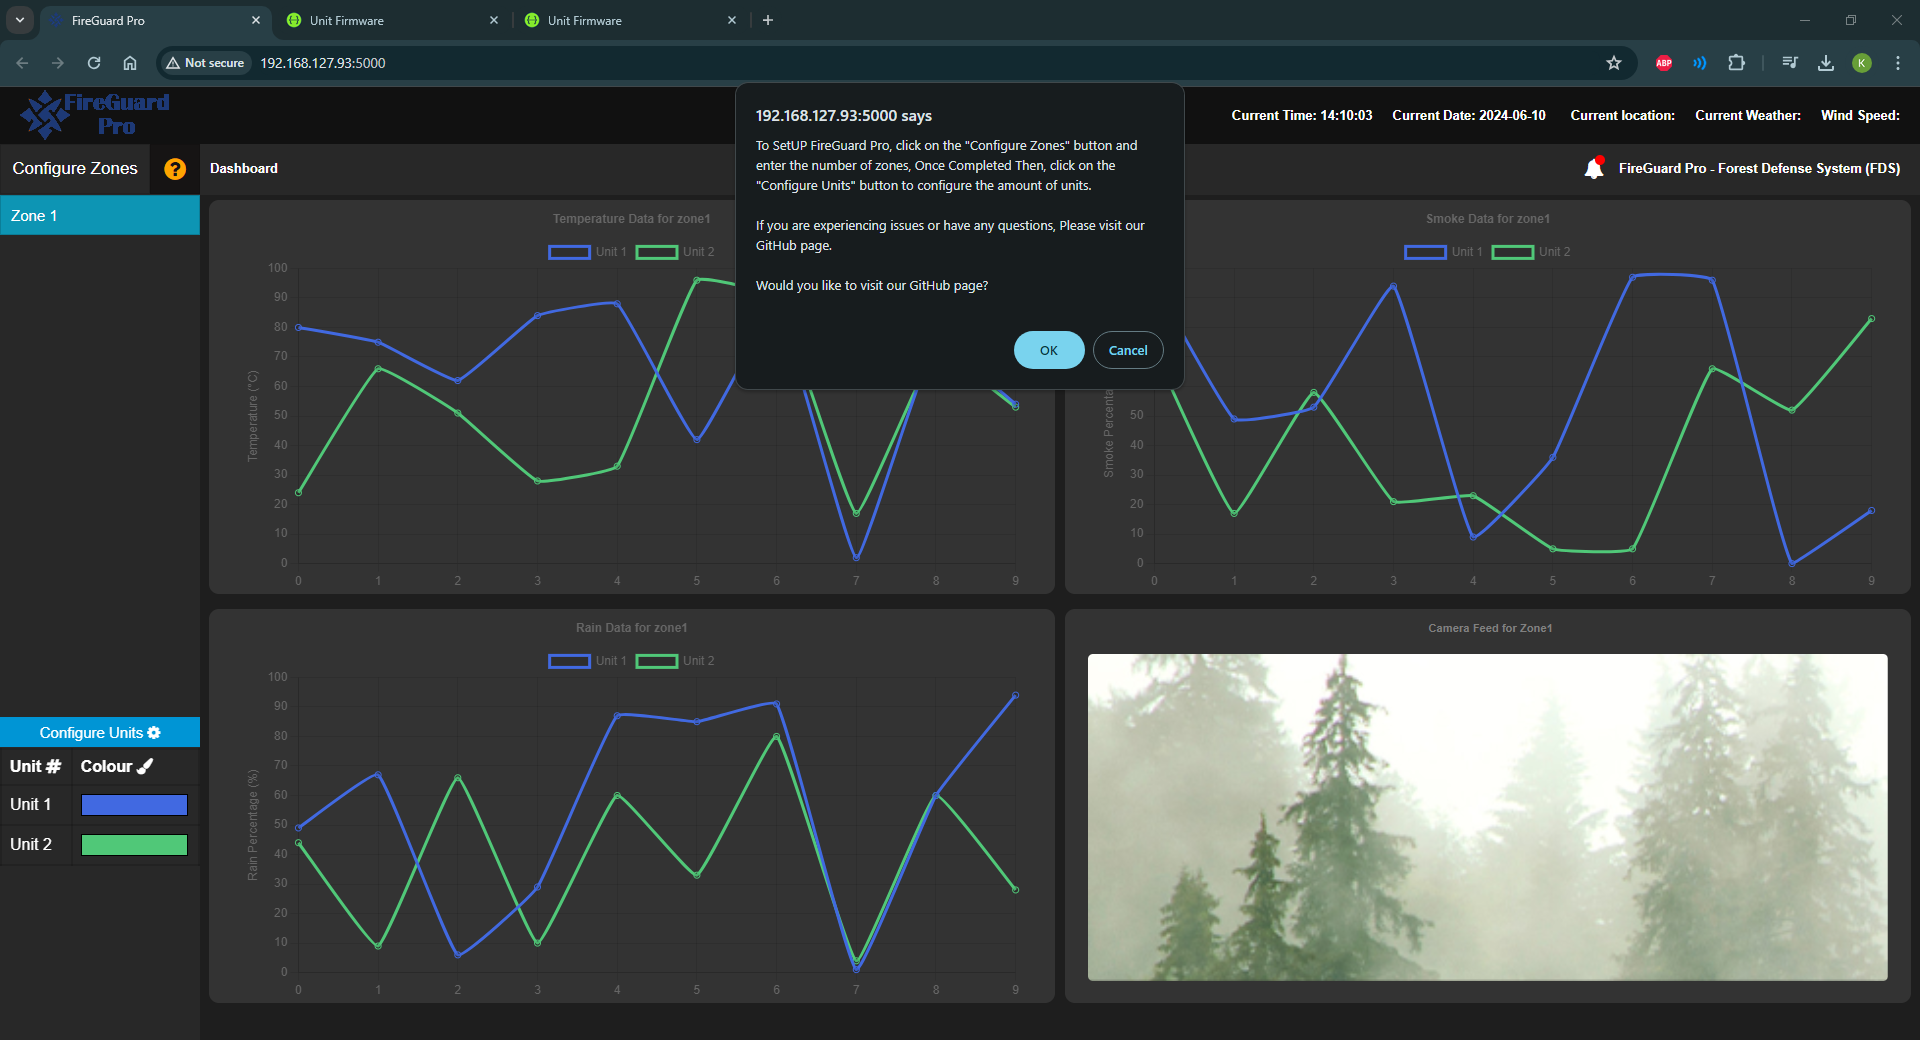 FireGuard Pro
Unit Firmware
Unit Firmware
Not secure
192.168.127.93:5000
ABP
K
FireGuard
Pro
Current Time: 14:10:03
Current Date: 2024-06-10
Current location:
Current Weather:
Wind Speed:
Configure Zones
?
Dashboard
FireGuard Pro - Forest Defense System (FDS)
Zone 1
192.168.127.93:5000 says
To SetUP FireGuard Pro, click on the "Configure Zones" button and
enter the number of zones, Once Completed Then, click on the
"Configure Units" button to configure the amount of units.
If you are experiencing issues or have any questions, Please visit our
GitHub page.
Would you like to visit our GitHub page?
OK
Cancel
Temperature Data for zone1
Unit 1
Unit 2
Temperature (°C)
100
90
80
70
60
50
40
30
20
10
0
0 1 2 3 4 5 6 7 8 9
Smoke Data for zone1
Unit 1
Unit 2
Smoke Percenta
50
40
30
20
10
0
0 1 2 3 4 5 6 7 8 9
Rain Data for zone1
Unit 1
Unit 2
Rain Percentage (%)
100
90
80
70
60
50
40
30
20
10
0
0 1 2 3 4 5 6 7 8 9
Camera Feed for Zone1
Configure Units
Unit #
Colour
Unit 1
Unit 2